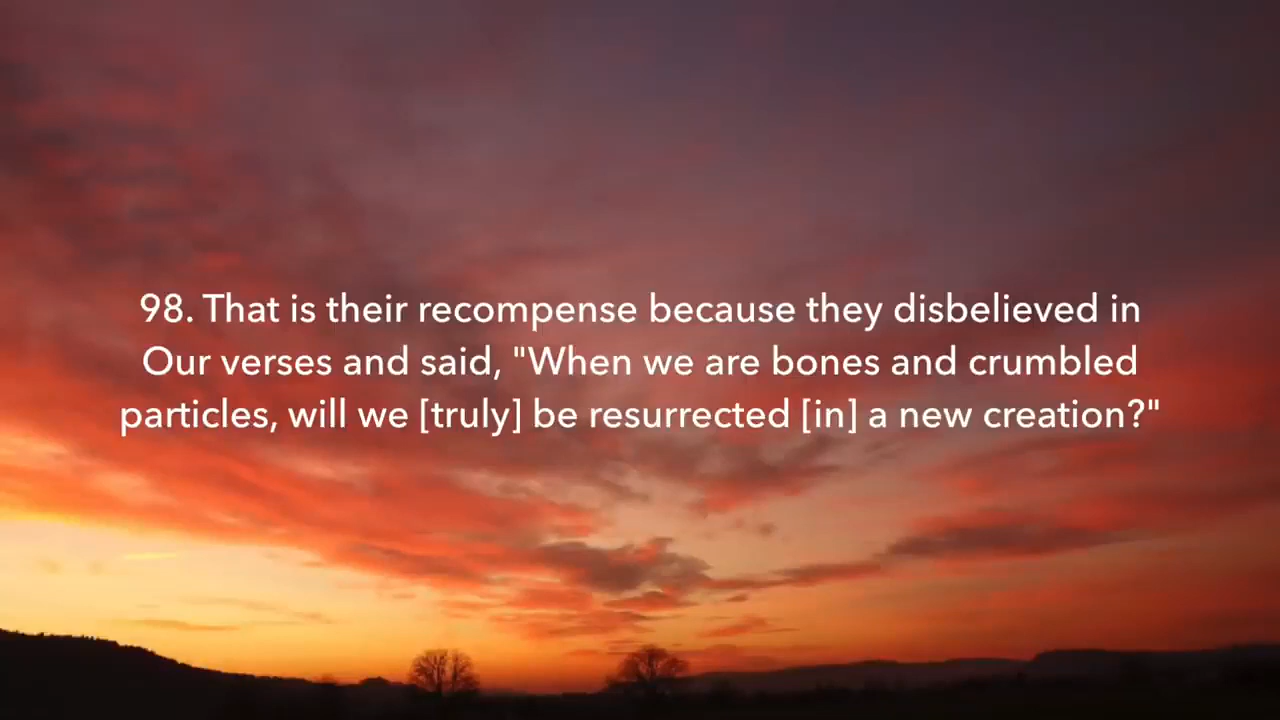 98. That is their recompense because they disbelieved in
Our verses and said, "When we are bones and crumbled
particles, will we [truly] be resurrected [in] a new creation?"